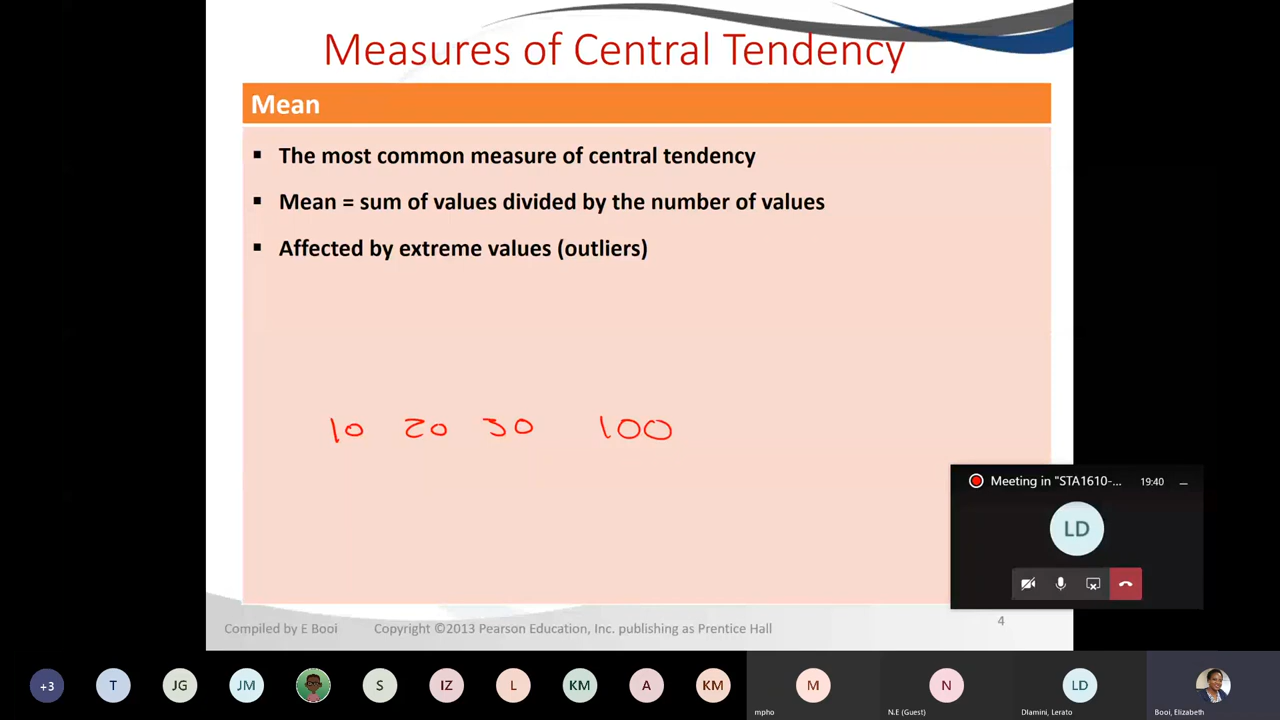 Measures of Central Tendency
Mean
▪ The most common measure of central tendency
▪ Mean = sum of values divided by the number of values
▪ Affected by extreme values (outliers)
10 20 30 100
Meeting in "STA1610-... 19:40
LD
Compiled by E Booi Copyright ©2013 Pearson Education, Inc. publishing as Prentice Hall 4
+3 T JG JM S IZ L KM A KM M N LD
mpho N.E (Guest) Dlamini, Lerato Booi, Elizabeth